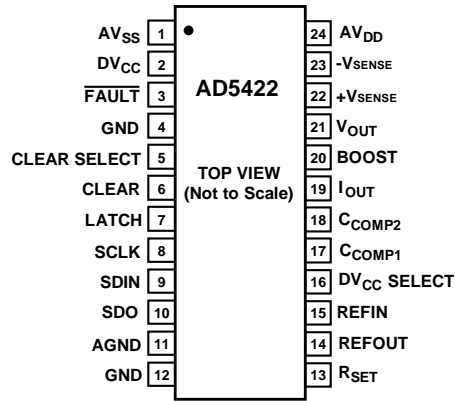 AVSS 1 24 AVDD
DVCC 2 23 -VSENSE
FAULT 3 AD5422 22 +VSENSE
GND 4 21 VOUT
CLEAR SELECT 5 20 BOOST
CLEAR 6 TOP VIEW 19 IOUT
LATCH 7 (Not to Scale) 18 CCOMP2
SCLK 8 17 CCOMP1
SDIN 9 16 DVCC SELECT
SDO 10 15 REFIN
AGND 11 14 REFOUT
GND 12 13 RSET